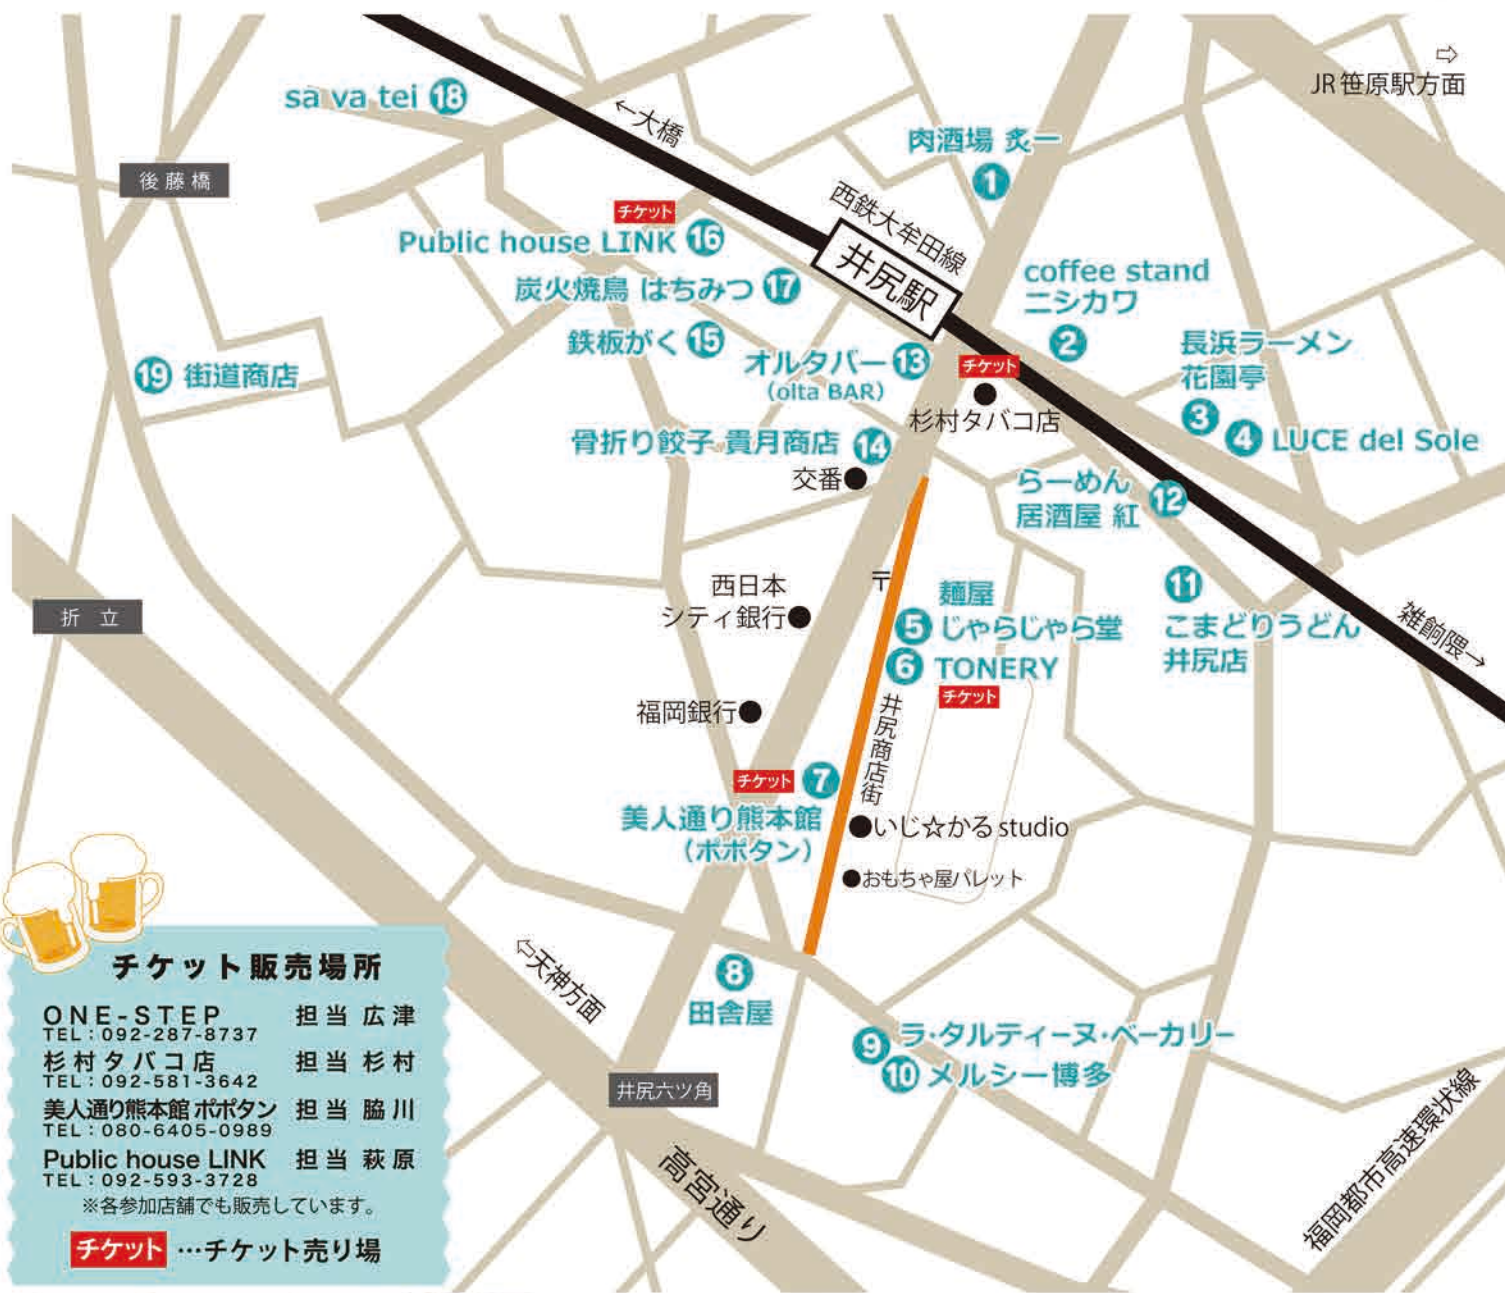 ⇨
JR笹原駅方面
sa va tei 18
←大橋
肉酒場 炙一
1
後藤橋
西鉄大牟田線
井尻駅
チケット
Public house LINK 16
炭火焼鳥 はちみつ 17
coffee stand
ニシカワ
2
鉄板がく 15
オルタバー 13
(olta BAR)
長浜ラーメン
花園亭
3
4 LUCE del Sole
19 街道商店
チケット
杉村タバコ店
骨折り餃子 貴月商店 14
交番
らーめん
居酒屋 紅 12
西日本
シティ銀行
〒
麺屋
5 じゃらじゃら堂
6 TONERY
チケット
11
こまどりうどん
井尻店
雑餉隈→
折立
福岡銀行
井尻商店街
チケット 7
美人通り熊本館
(ポポタン)
いじ☆かるstudio
おもちゃ屋パレット
⇦天神方面
8
田舎屋
9 ラ・タルティーヌ・ベーカリー
10 メルシー博多
井尻六ツ角
高宮通り
福岡都市高速環状線
チケット販売場所
ONE-STEP 担当 広津
TEL：092-287-8737
杉村タバコ店 担当 杉村
TEL：092-581-3642
美人通り熊本館 ポポタン 担当 脇川
TEL：080-6405-0989
Public house LINK 担当 萩原
TEL：092-593-3728
※各参加店舗でも販売しています。
チケット …チケット売り場